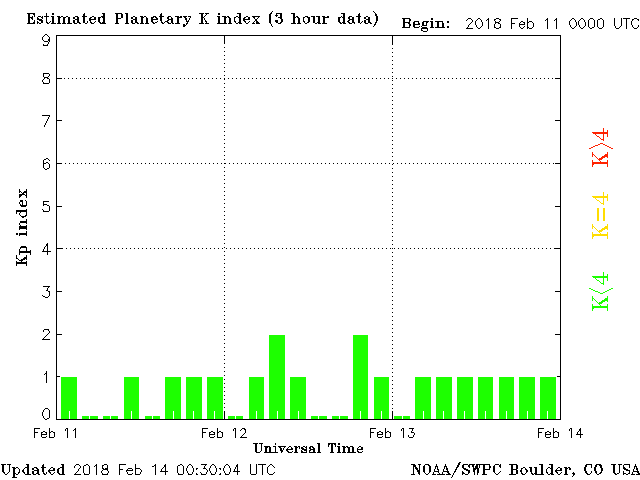 Estimated Planetary K index (3 hour data) Begin: 2018 Feb 11 0000 UTC
9
8
7
6
5
4
3
2
1
0
Kp index
K>4
K=4
K<4
Feb 11 Feb 12 Feb 13 Feb 14
Universal Time
Updated 2018 Feb 14 00:30:04 UTC NOAA/SWPC Boulder, CO USA